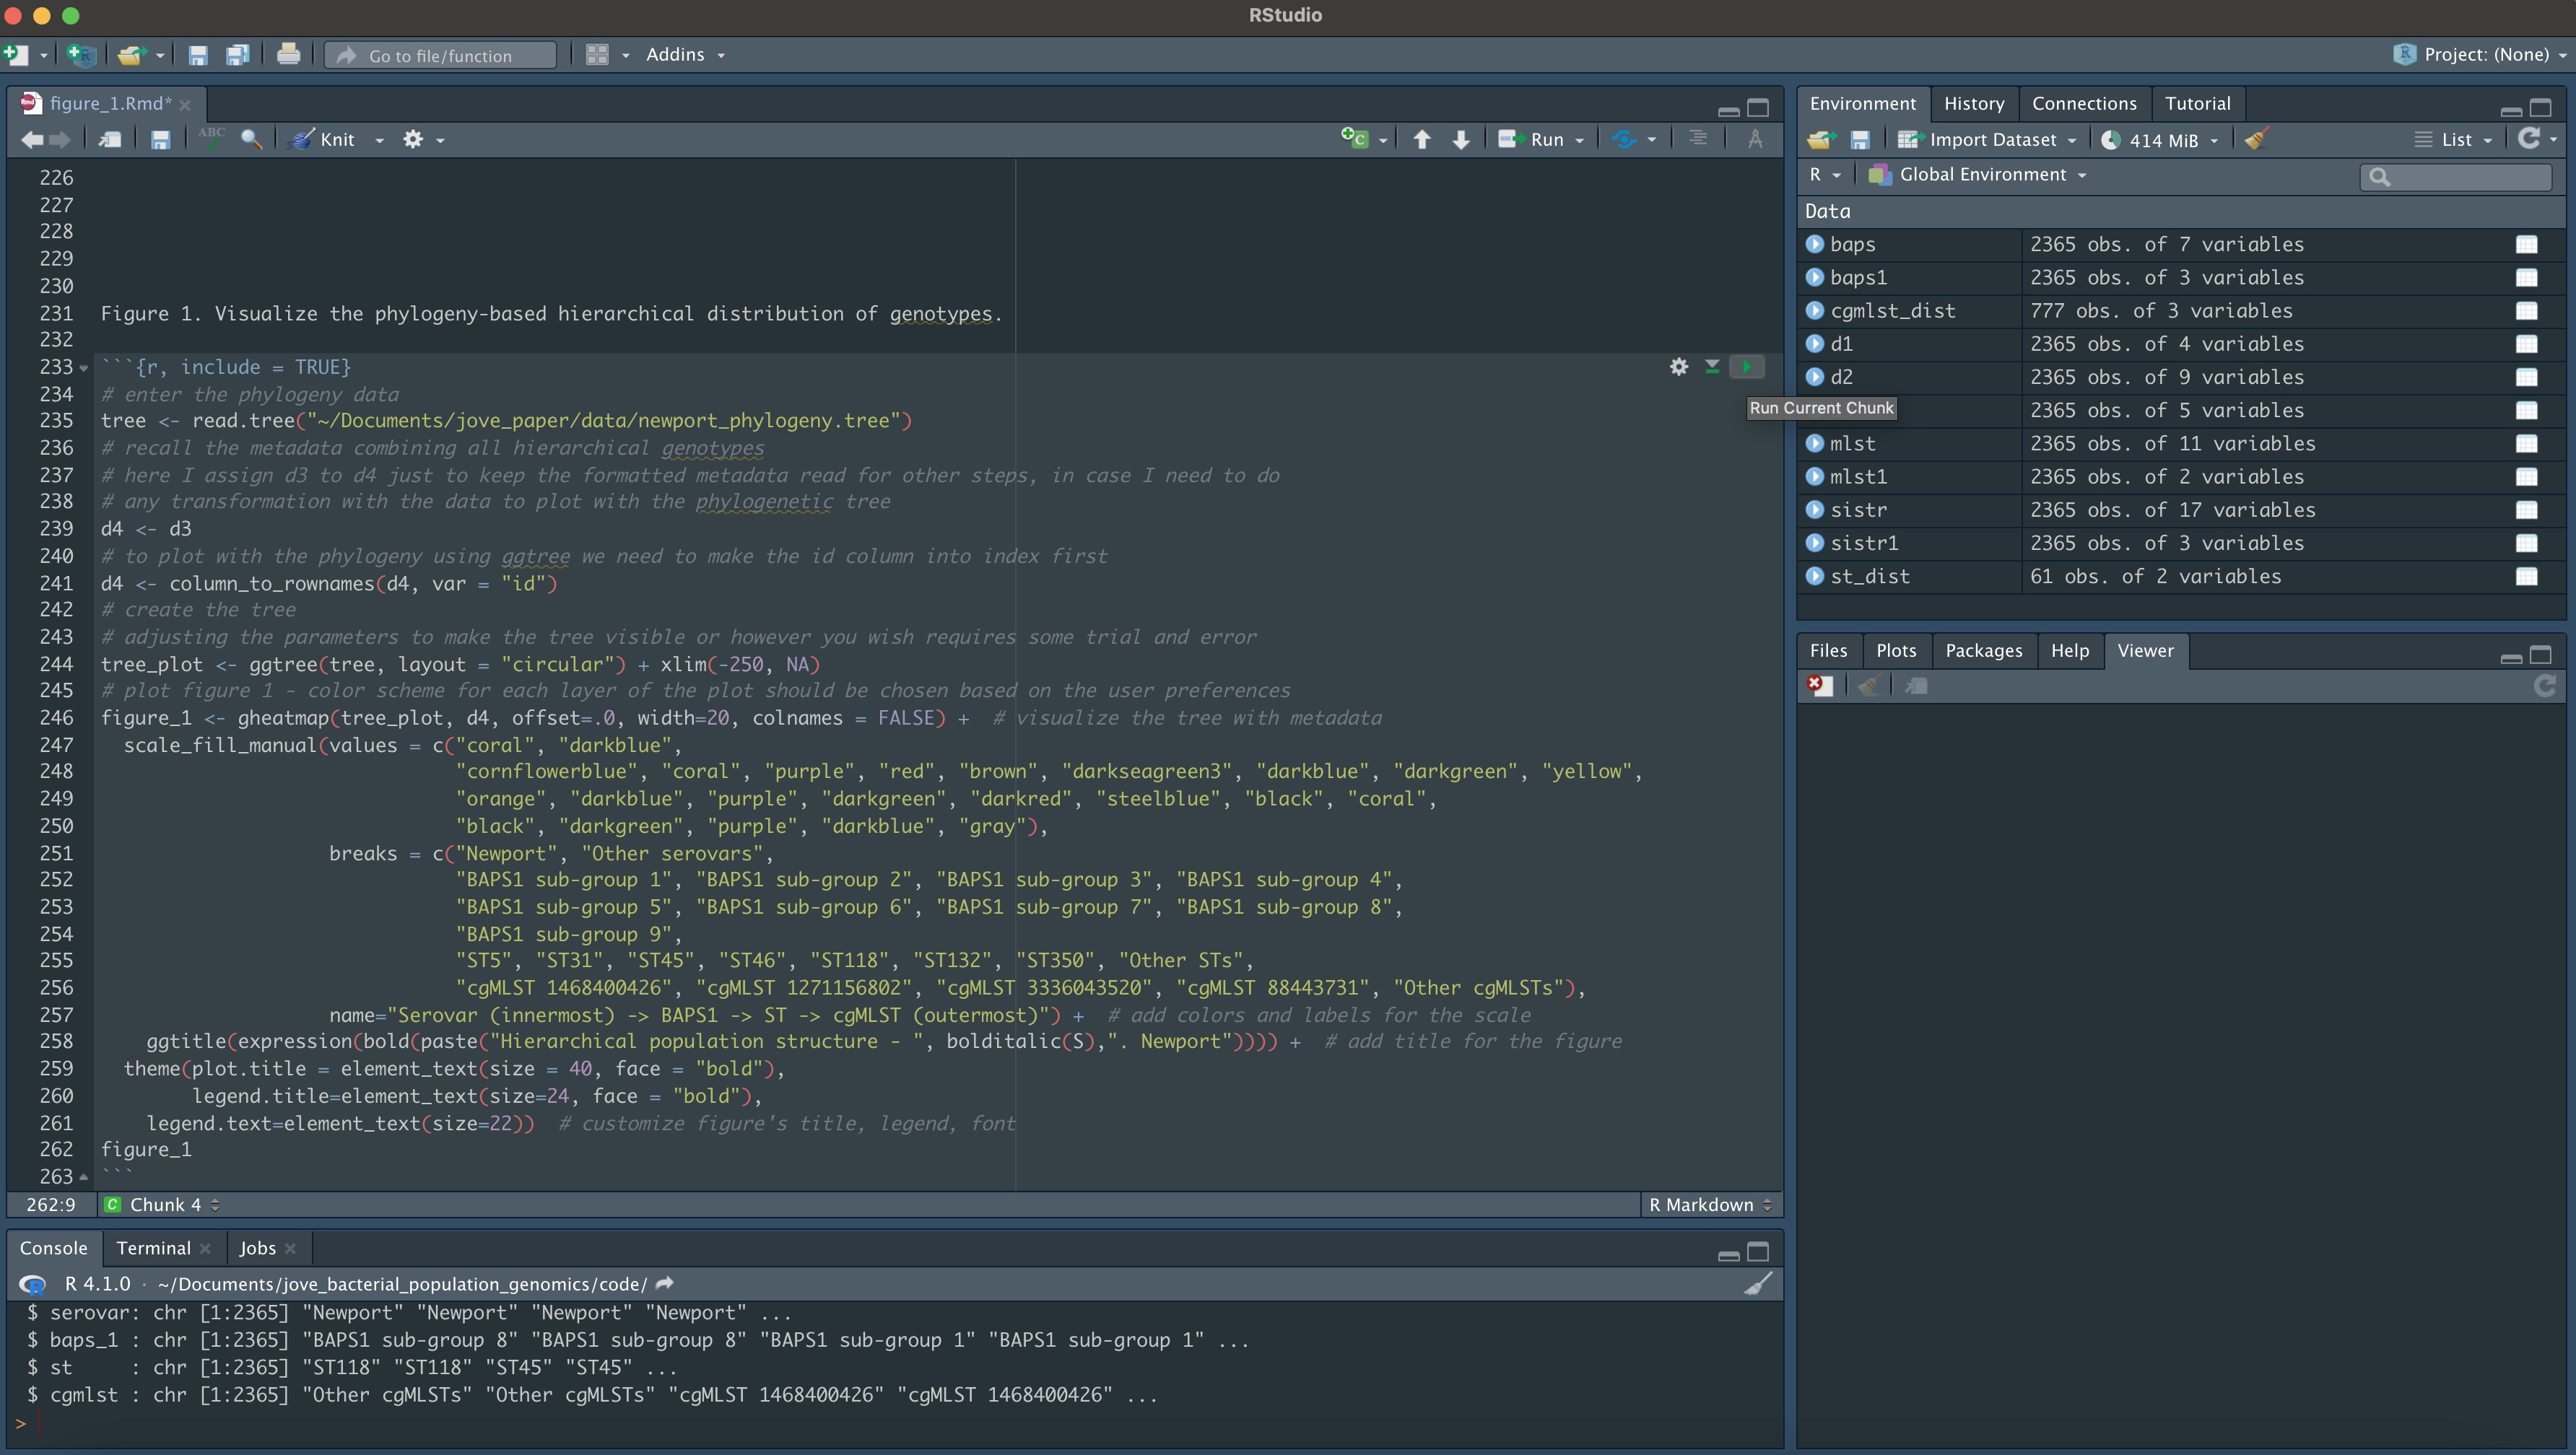 RStudio
Go to file/function
Addins
Project: (None)
figure_1.Rmd*
ABC
Knit
Run
226
227
228
229
230
231 Figure 1. Visualize the phylogeny-based hierarchical distribution of genotypes.
232
233 ```{r, include = TRUE}
234 # enter the phylogeny data
235 tree <- read.tree("~/Documents/jove_paper/data/newport_phylogeny.tree")
236 # recall the metadata combining all hierarchical genotypes
237 # here I assign d3 to d4 just to keep the formatted metadata read for other steps, in case I need to do
238 # any transformation with the data to plot with the phylogenetic tree
239 d4 <- d3
240 # to plot with the phylogeny using ggtree we need to make the id column into index first
241 d4 <- column_to_rownames(d4, var = "id")
242 # create the tree
243 # adjusting the parameters to make the tree visible or however you wish requires some trial and error
244 tree_plot <- ggtree(tree, layout = "circular") + xlim(-250, NA)
245 # plot figure 1 - color scheme for each layer of the plot should be chosen based on the user preferences
246 figure_1 <- gheatmap(tree_plot, d4, offset=.0, width=20, colnames = FALSE) +  # visualize the tree with metadata
247   scale_fill_manual(values = c("coral", "darkblue",
248 "cornflowerblue", "coral", "purple", "red", "brown", "darkseagreen3", "darkblue", "darkgreen", "yellow",
249 "orange", "darkblue", "purple", "darkgreen", "darkred", "steelblue", "black", "coral",
250 "black", "darkgreen", "purple", "darkblue", "gray"),
251 breaks = c("Newport", "Other serovars",
252 "BAPS1 sub-group 1", "BAPS1 sub-group 2", "BAPS1 sub-group 3", "BAPS1 sub-group 4",
253 "BAPS1 sub-group 5", "BAPS1 sub-group 6", "BAPS1 sub-group 7", "BAPS1 sub-group 8",
254 "BAPS1 sub-group 9",
255 "ST5", "ST31", "ST45", "ST46", "ST118", "ST132", "ST350", "Other STs",
256 "cgMLST 1468400426", "cgMLST 1271156802", "cgMLST 3336043520", "cgMLST 88443731", "Other cgMLSTs"),
257 name="Serovar (innermost) -> BAPS1 -> ST -> cgMLST (outermost)") +  # add colors and labels for the scale
258 ggtitle(expression(bold(paste("Hierarchical population structure - ", bolditalic(S),". Newport")))) +  # add title for the figure
259 theme(plot.title = element_text(size = 40, face = "bold"),
260 legend.title=element_text(size=24, face = "bold"),
261 legend.text=element_text(size=22))  # customize figure's title, legend, font
262 figure_1
263 ```
262:9 C Chunk 4 R Markdown
Console Terminal Jobs
R 4.1.0 · ~/Documents/jove_bacterial_population_genomics/code/
$ serovar: chr [1:2365] "Newport" "Newport" "Newport" "Newport" ...
$ baps_1 : chr [1:2365] "BAPS1 sub-group 8" "BAPS1 sub-group 8" "BAPS1 sub-group 1" "BAPS1 sub-group 1" ...
$ st     : chr [1:2365] "ST118" "ST118" "ST45" "ST45" ...
$ cgmlst : chr [1:2365] "Other cgMLSTs" "Other cgMLSTs" "cgMLST 1468400426" "cgMLST 1468400426" ...
>
Environment History Connections Tutorial
Import Dataset 414 MiB List
R Global Environment
Data
baps 2365 obs. of 7 variables
baps1 2365 obs. of 3 variables
cgmlst_dist 777 obs. of 3 variables
d1 2365 obs. of 4 variables
d2 2365 obs. of 9 variables
Run Current Chunk
2365 obs. of 5 variables
mlst 2365 obs. of 11 variables
mlst1 2365 obs. of 2 variables
sistr 2365 obs. of 17 variables
sistr1 2365 obs. of 3 variables
st_dist 61 obs. of 2 variables
Files Plots Packages Help Viewer